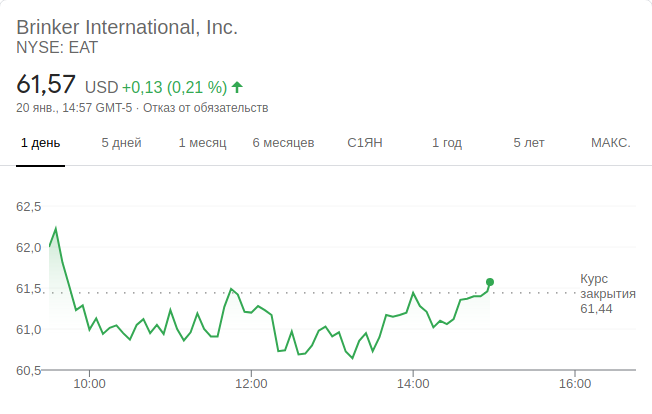 Brinker International, Inc.
NYSE: EAT
61,57 USD +0,13 (0,21 %)
20 янв., 14:57 GMT-5 · Отказ от обязательств
1 день 5 дней 1 месяц 6 месяцев С1ЯН 1 год 5 лет МАКС.
62,5
62,0
61,5
61,0
60,5
Курс
закрытия
61,44
10:00 12:00 14:00 16:00